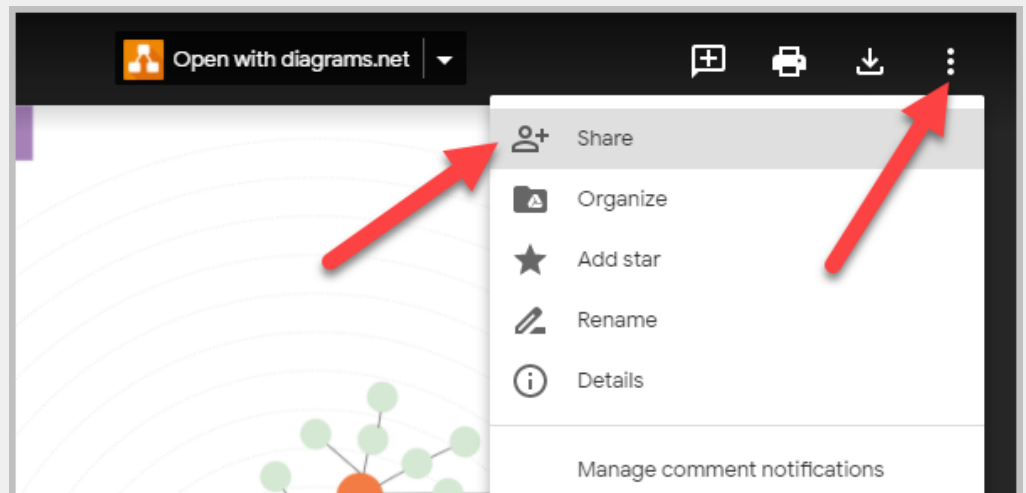 Open with diagrams.net
Share
Organize
Add star
Rename
Details
Manage comment notifications